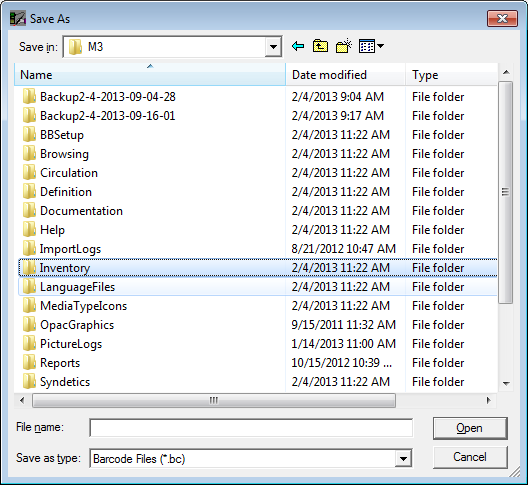 Save As
Save in: M3
Name Date modified Type
Backup2-4-2013-09-04-28 2/4/2013 9:04 AM File folder
Backup2-4-2013-09-16-01 2/4/2013 9:17 AM File folder
BBSetup 2/4/2013 11:22 AM File folder
Browsing 2/4/2013 11:22 AM File folder
Circulation 2/4/2013 11:22 AM File folder
Definition 2/4/2013 11:22 AM File folder
Documentation 2/4/2013 11:22 AM File folder
Help 2/4/2013 11:22 AM File folder
ImportLogs 8/21/2012 10:47 AM File folder
Inventory 2/4/2013 11:22 AM File folder
LanguageFiles 2/4/2013 11:22 AM File folder
MediaTypeIcons 2/4/2013 11:22 AM File folder
OpacGraphics 9/15/2011 11:32 AM File folder
PictureLogs 1/14/2013 11:00 AM File folder
Reports 10/15/2012 10:39 ... File folder
Syndetics 2/4/2013 11:22 AM File folder
File name: Open
Save as type: Barcode Files (*.bc) Cancel